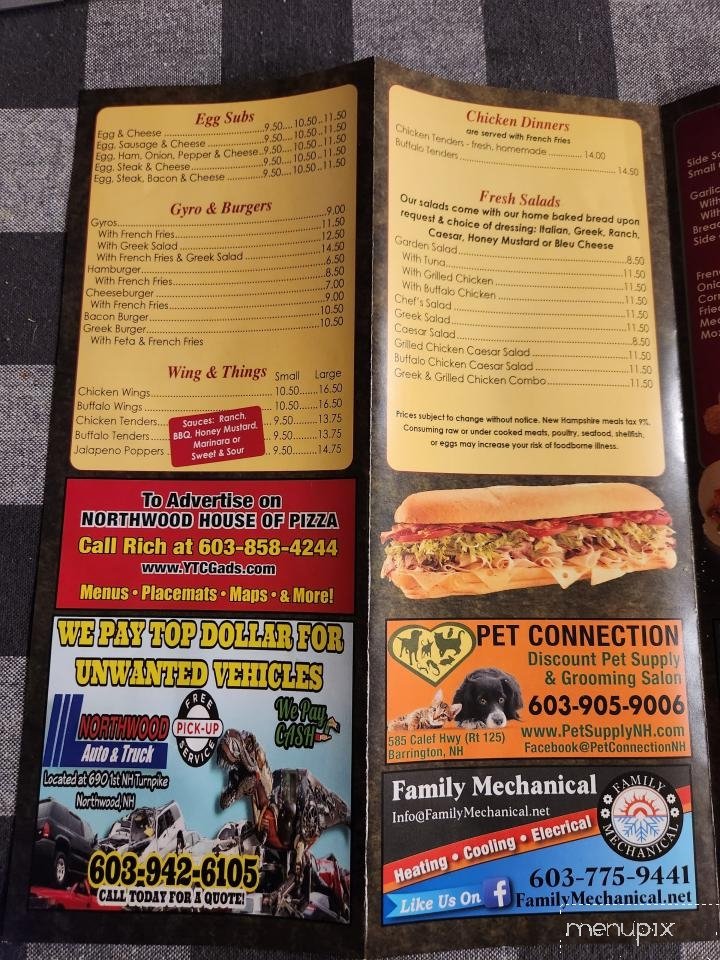 Egg Subs
Egg & Cheese ..........9.50....10.50..11.50
Egg, Sausage & Cheese ..........9.50....10.50..11.50
Egg, Ham, Onion, Pepper & Cheese..9.50....10.50..11.50
Egg, Steak & Cheese ..........9.50....10.50..11.50
Egg, Steak, Bacon & Cheese ..........9.50....10.50..11.50
Gyro & Burgers
Gyros..........9.00
With French Fries..........11.50
With Greek Salad..........12.50
With French Fries & Greek Salad..........14.50
Hamburger..........6.50
With French Fries..........8.50
Cheeseburger..........7.00
With French Fries..........9.00
Bacon Burger..........10.50
Greek Burger..........10.50
With Feta & French Fries
Wing & Things Small Large
Chicken Wings..........10.50.......16.50
Buffalo Wings ..........10.50.......16.50
Chicken Tenders.... 9.50........13.75
Buffalo Tenders.... 9.50........13.75
Jalapeno Poppers . .. 9.50........14.75
Sauces: Ranch,
BBQ, Honey Mustard,
Marinara or
Sweet & Sour
To Advertise on
NORTHWOOD HOUSE OF PIZZA
Call Rich at 603-858-4244
www.YTCGads.com
Menus • Placemats • Maps • & More!
WE PAY TOP DOLLAR FOR
UNWANTED VEHICLES
NORTHWOOD
Auto & Truck
FREE
PICK-UP
SERVICE
We Pay
CASH
Located at 690 1st NH Turnpike
Northwood, NH
603-942-6105
CALL TODAY FOR A QUOTE!
Chicken Dinners
are served with French Fries
Chicken Tenders - fresh, homemade .......... 14.00
Buffalo Tenders .......... 14.50
Fresh Salads
Our salads come with our home baked bread upon
request & choice of dressing: Italian, Greek, Ranch,
Caesar, Honey Mustard or Bleu Cheese
Garden Salad..........8.50
With Tuna..........11.50
With Grilled Chicken ..........11.50
With Buffalo Chicken ..........11.50
Chef's Salad..........11.50
Greek Salad..........11.50
Caesar Salad..........8.50
Grilled Chicken Caesar Salad..........11.50
Buffalo Chicken Caesar Salad ..........11.50
Greek & Grilled Chicken Combo..........11.50
Prices subject to change without notice. New Hampshire meals tax 9%.
Consuming raw or under cooked meats, poultry, seafood, shellfish,
or eggs may increase your risk of foodborne illness.
PET CONNECTION
Discount Pet Supply
& Grooming Salon
603-905-9006
585 Calef Hwy (Rt 125)
Barrington, NH
www.PetSupplyNH.com
Facebook@PetConnectionNH
Family Mechanical
Info@FamilyMechanical.net
FAMILY
MECHANICAL
Heating • Cooling • Elecrical
603-775-9441
Like Us On f
FamilyMechanical.net
Side
Small
With
With
Side
menupix